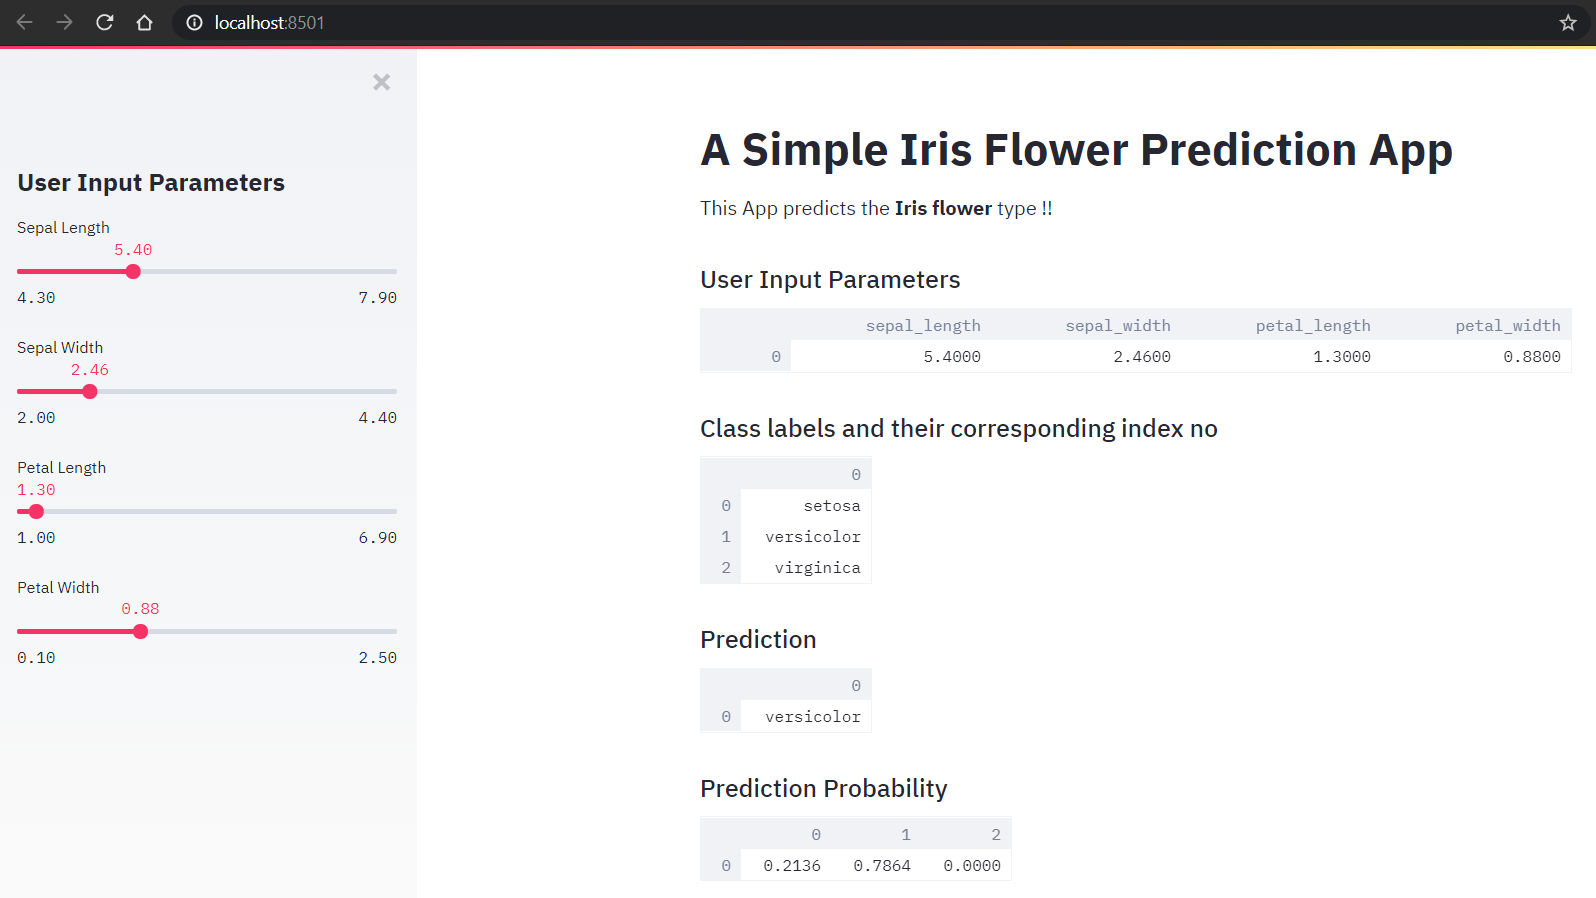 localhost:8501
User Input Parameters
Sepal Length
5.40
4.30 7.90
Sepal Width
2.46
2.00 4.40
Petal Length
1.30
1.00 6.90
Petal Width
0.88
0.10 2.50
A Simple Iris Flower Prediction App
This App predicts the Iris flower type !!
User Input Parameters
sepal_length sepal_width petal_length petal_width
0 5.4000 2.4600 1.3000 0.8800
Class labels and their corresponding index no
0
0 setosa
1 versicolor
2 virginica
Prediction
0
0 versicolor
Prediction Probability
0 1 2
0 0.2136 0.7864 0.0000